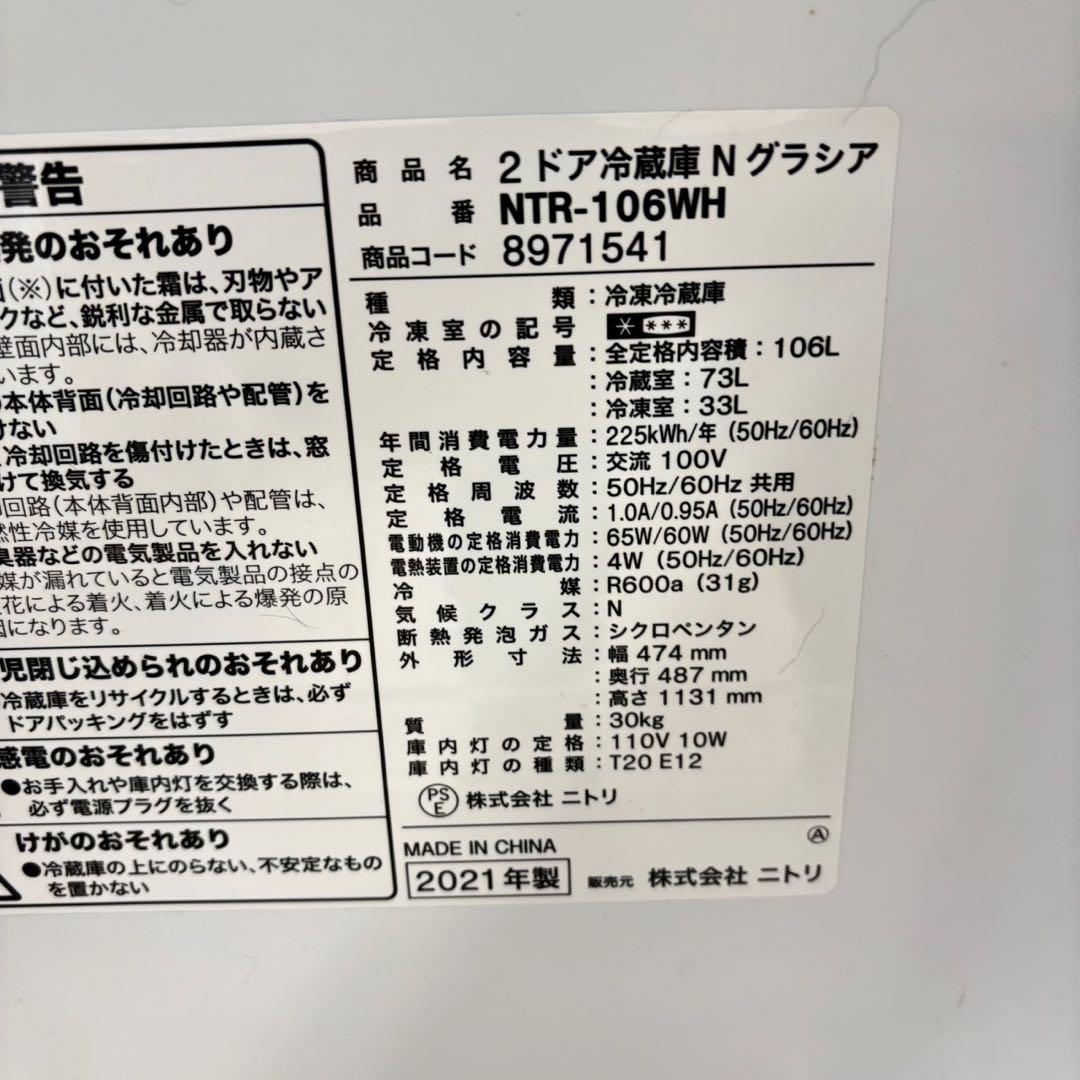 警告
発のおそれあり
面(※)に付いた霜は、刃物やア
クなど、鋭利な金属で取らない
壁面内部には、冷却器が内蔵さ
います。
本体背面(冷却回路や配管)を
けない
冷却回路を傷付けたときは、窓
けて換気する
回路(本体背面内部)や配管は、
燃性冷媒を使用しています。
臭器などの電気製品を入れない
媒が漏れていると電気製品の接点の
花による着火、着火による爆発の原
因になります。
児閉じ込められのおそれあり
冷蔵庫をリサイクルするときは、必ず
ドアパッキングをはずす
感電のおそれあり
●お手入れや庫内灯を交換する際は、
必ず電源プラグを抜く
けがのおそれあり
●冷蔵庫の上にのらない、不安定なもの
を置かない
商品名 2ドア冷蔵庫 N グラシア
品番 NTR-106WH
商品コード 8971541
種類:冷凍冷蔵庫
冷凍室の記号 * ***
定格内容量:全定格内容積:106L
:冷蔵室:73L
:冷凍室:33L
年間消費電力量:225kWh/年 (50Hz/60Hz)
定格電圧:交流 100V
定格周波数:50Hz/60Hz 共用
定格電流:1.0A/0.95A (50Hz/60Hz)
電動機の定格消費電力:65W/60W (50Hz/60Hz)
電熱装置の定格消費電力:4W (50Hz/60Hz)
冷媒:R600a (31g)
気候クラス:N
断熱発泡ガス:シクロペンタン
外形寸法:幅 474 mm
:奥行 487 mm
:高さ 1131 mm
質量:30kg
庫内灯の定格:110V 10W
庫内灯の種類:T20 E12
PSE 株式会社 ニトリ
MADE IN CHINA Ⓐ
2021年製 販売元 株式会社 ニトリ